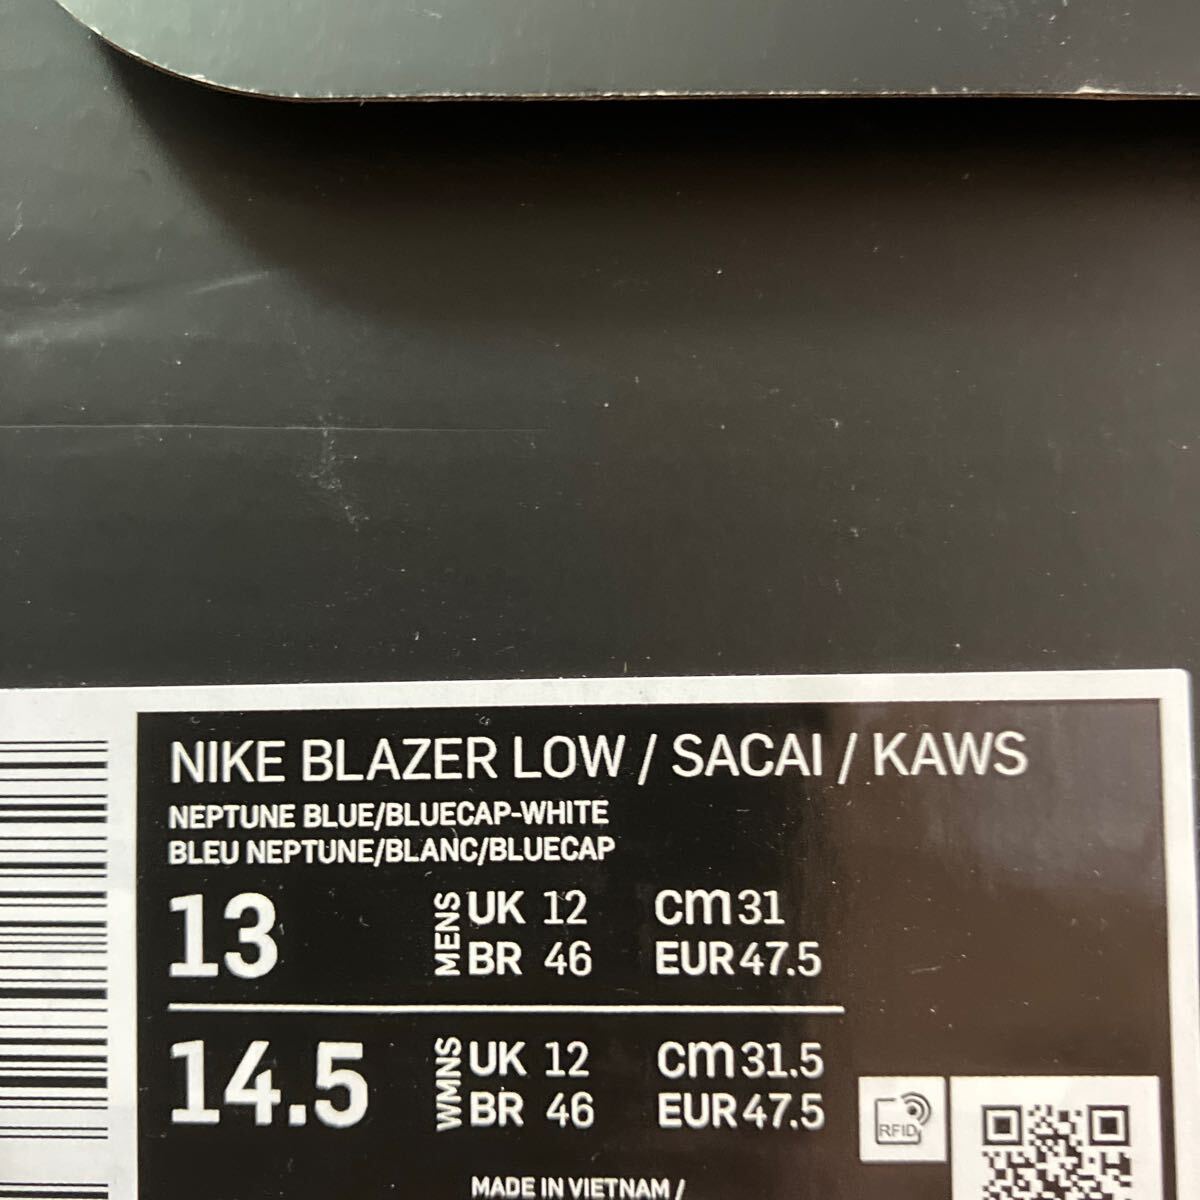 NIKE BLAZER LOW / SACAI / KAWS
NEPTUNE BLUE/BLUECAP-WHITE
BLEU NEPTUNE/BLANC/BLUECAP
13 MENS UK 12 CM 31
BR 46 EUR 47.5
14.5 WMNS UK 12 CM 31.5
BR 46 EUR 47.5
RFID
MADE IN VIETNAM /